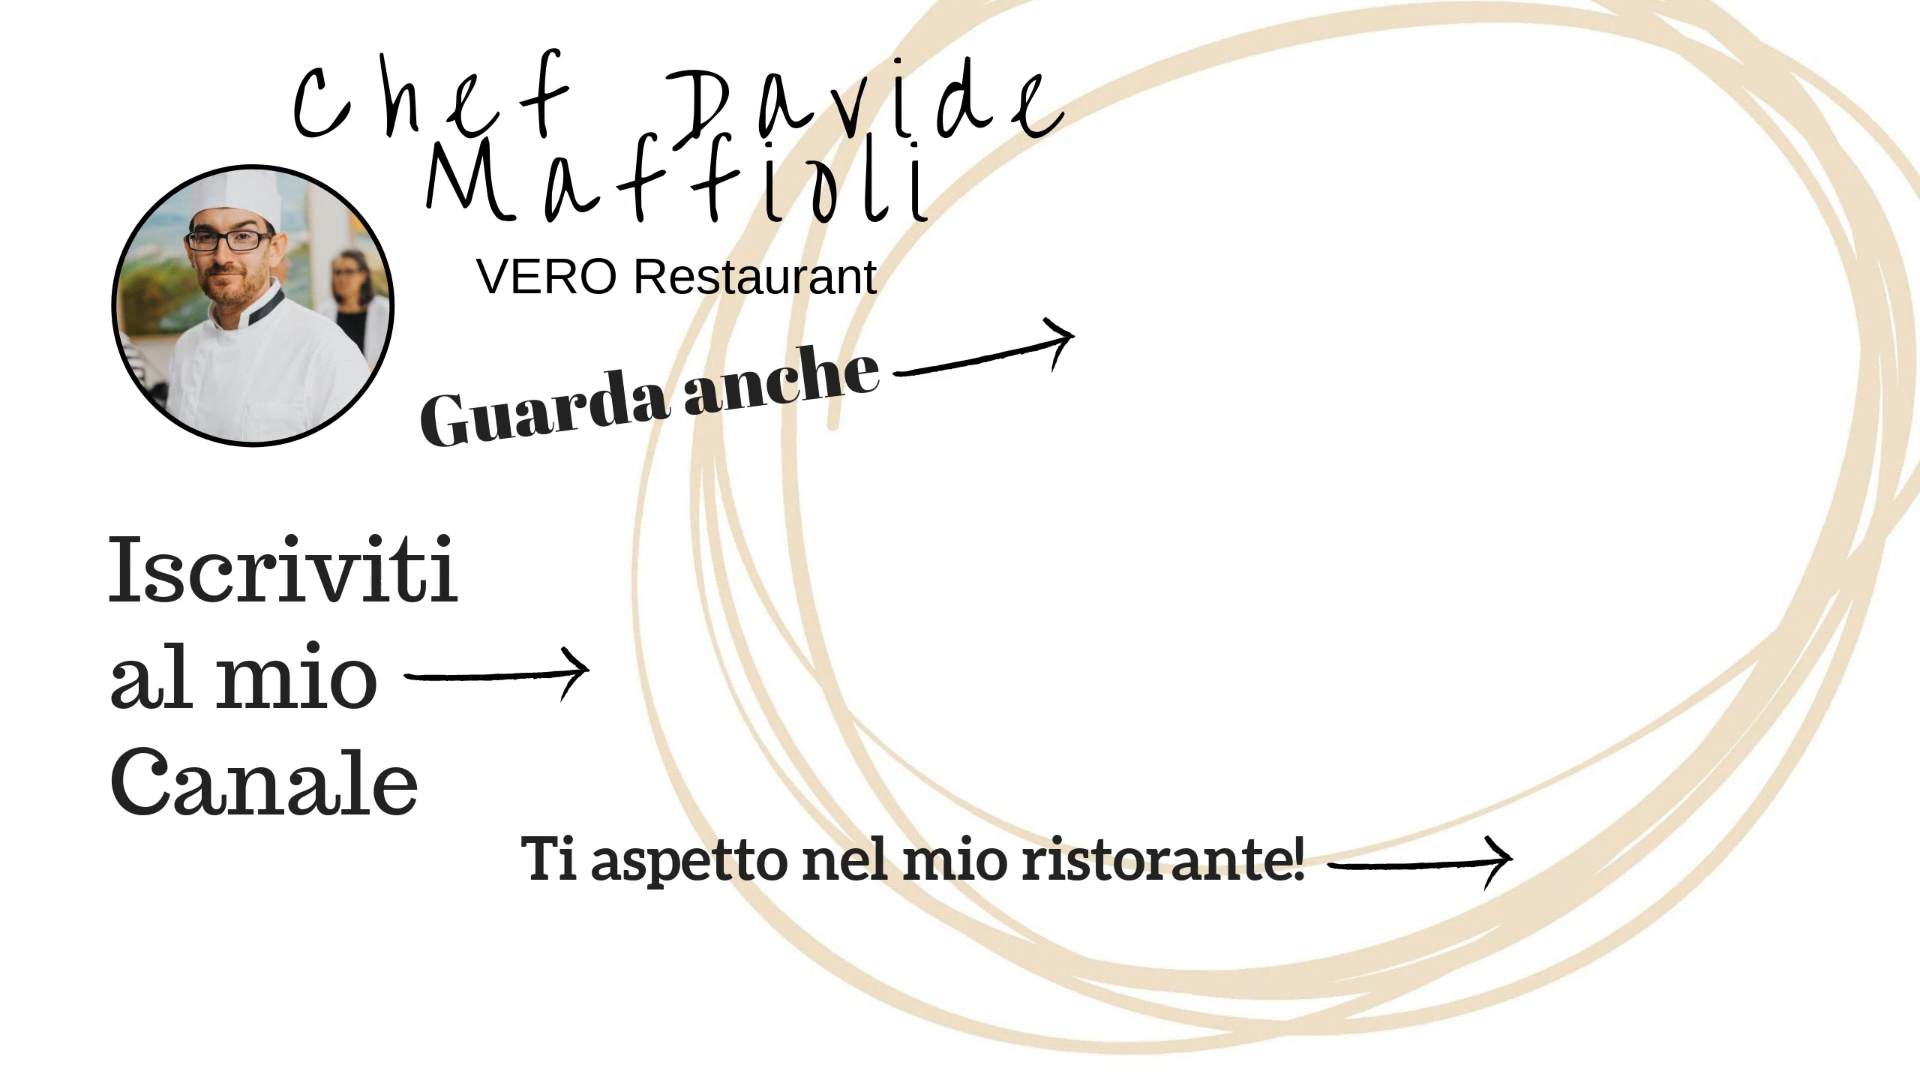 Chef Davide
Maffioli
VERO Restaurant
Guarda anche
Iscriviti
al mio
Canale
Ti aspetto nel mio ristorante!